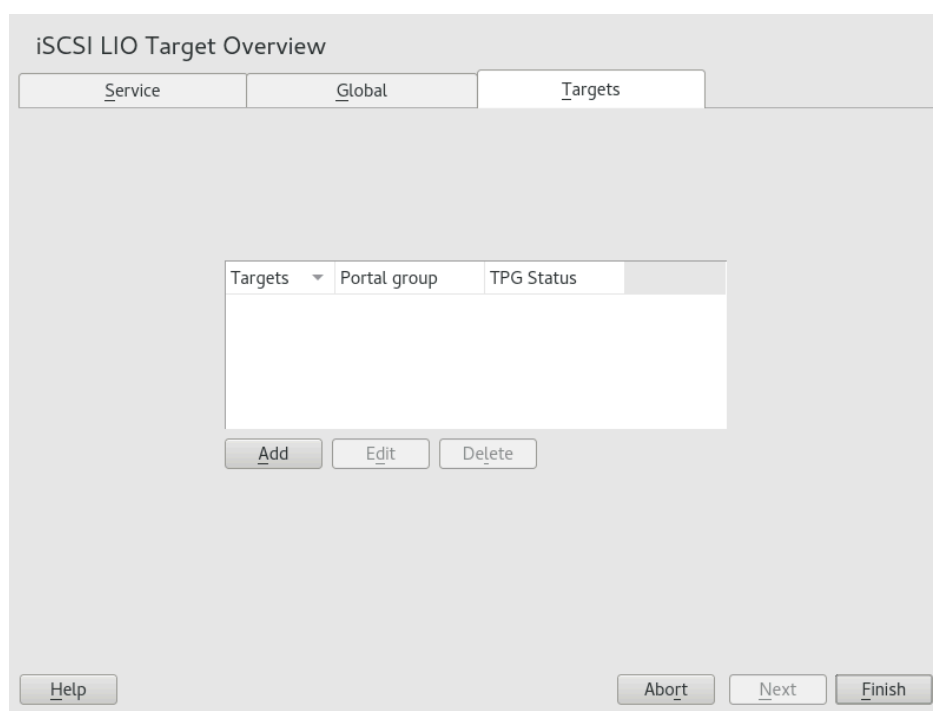 iSCSI LIO Target Overview
Service Global Targets
Targets Portal group TPG Status
Add Edit Delete
Help Abort Next Finish